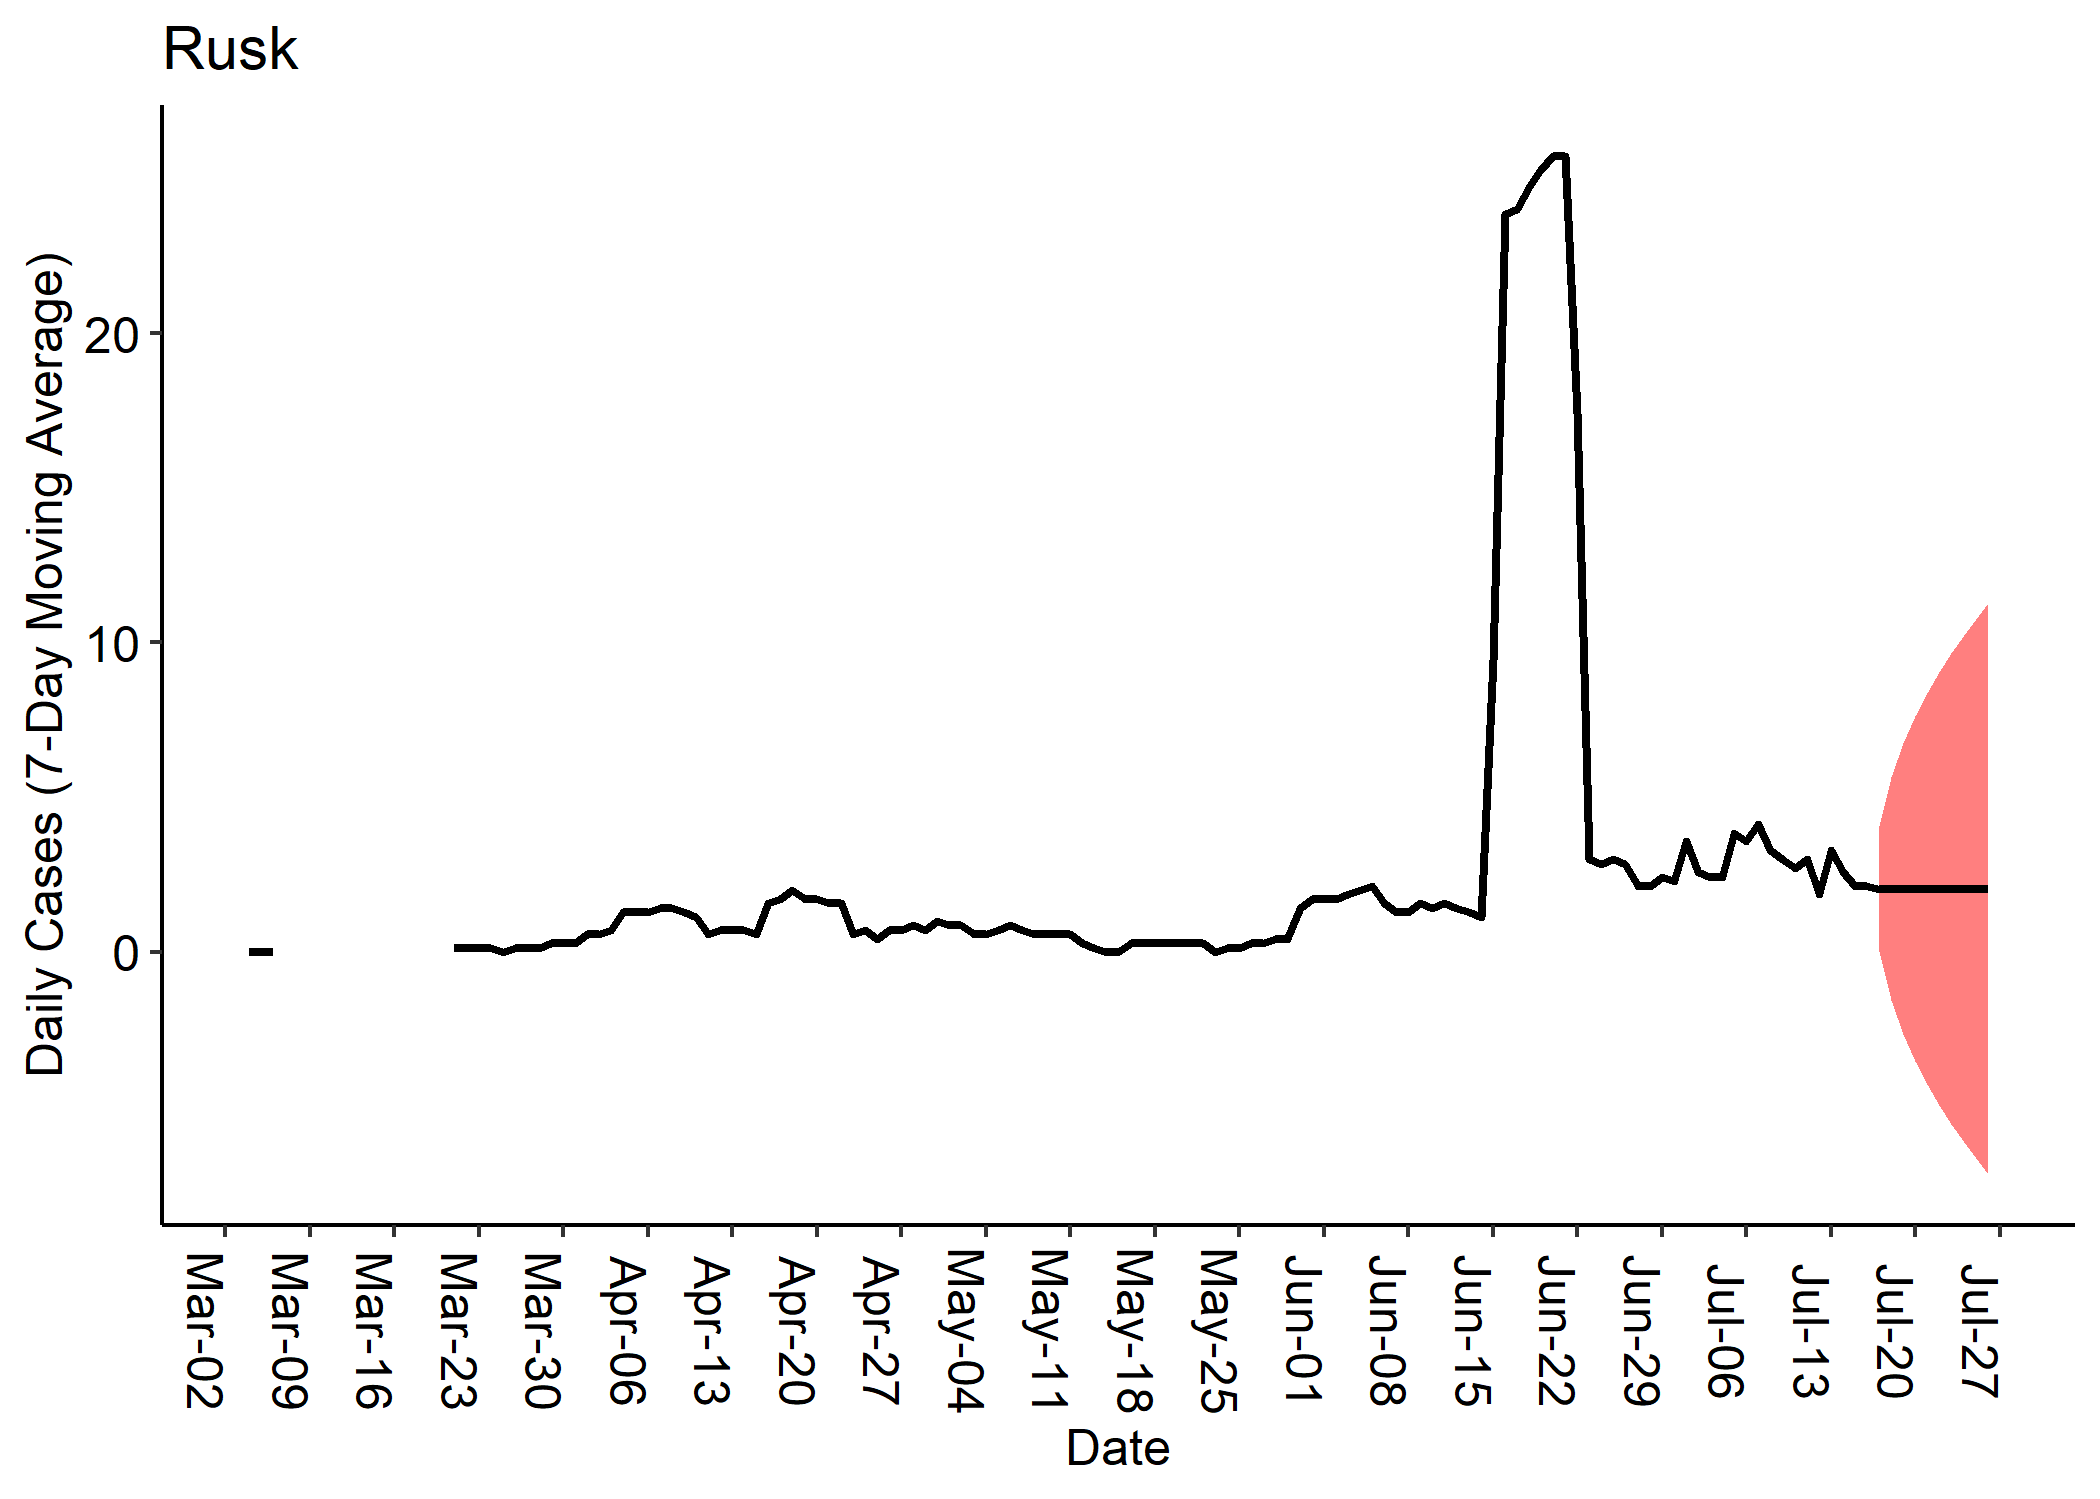 Rusk
Daily Cases (7-Day Moving Average)
20
10
0
Mar-02
Mar-09
Mar-16
Mar-23
Mar-30
Apr-06
Apr-13
Apr-20
Apr-27
May-04
May-11
May-18
May-25
Jun-01
Jun-08
Jun-15
Jun-22
Jun-29
Jul-06
Jul-13
Jul-20
Jul-27
Date